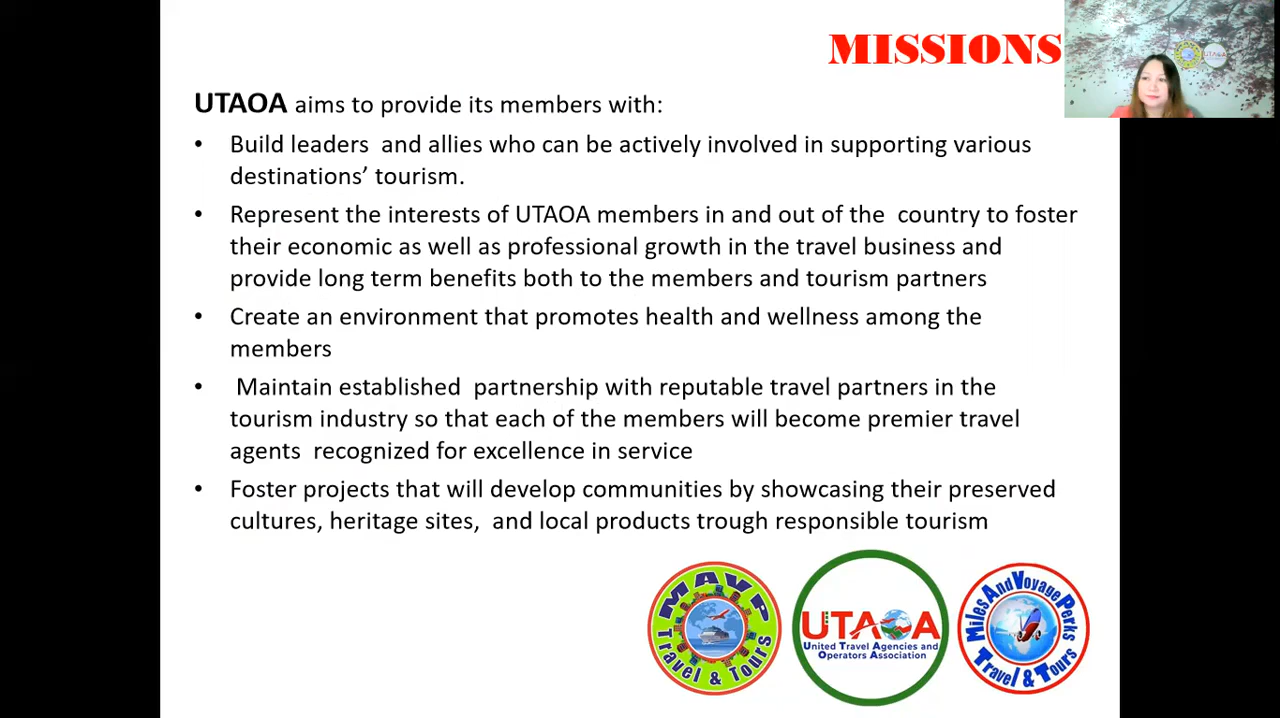 MISSIONS
UTAOA
UTAOA aims to provide its members with:
• Build leaders and allies who can be actively involved in supporting various
destinations’ tourism.
• Represent the interests of UTAOA members in and out of the country to foster
their economic as well as professional growth in the travel business and
provide long term benefits both to the members and tourism partners
• Create an environment that promotes health and wellness among the
members
• Maintain established partnership with reputable travel partners in the
tourism industry so that each of the members will become premier travel
agents recognized for excellence in service
• Foster projects that will develop communities by showcasing their preserved
cultures, heritage sites, and local products trough responsible tourism
MAVP
Travel & Tours
UTAOA
United Travel Agencies and
Operators Association
Miles And Voyage Perks
Travel & Tours